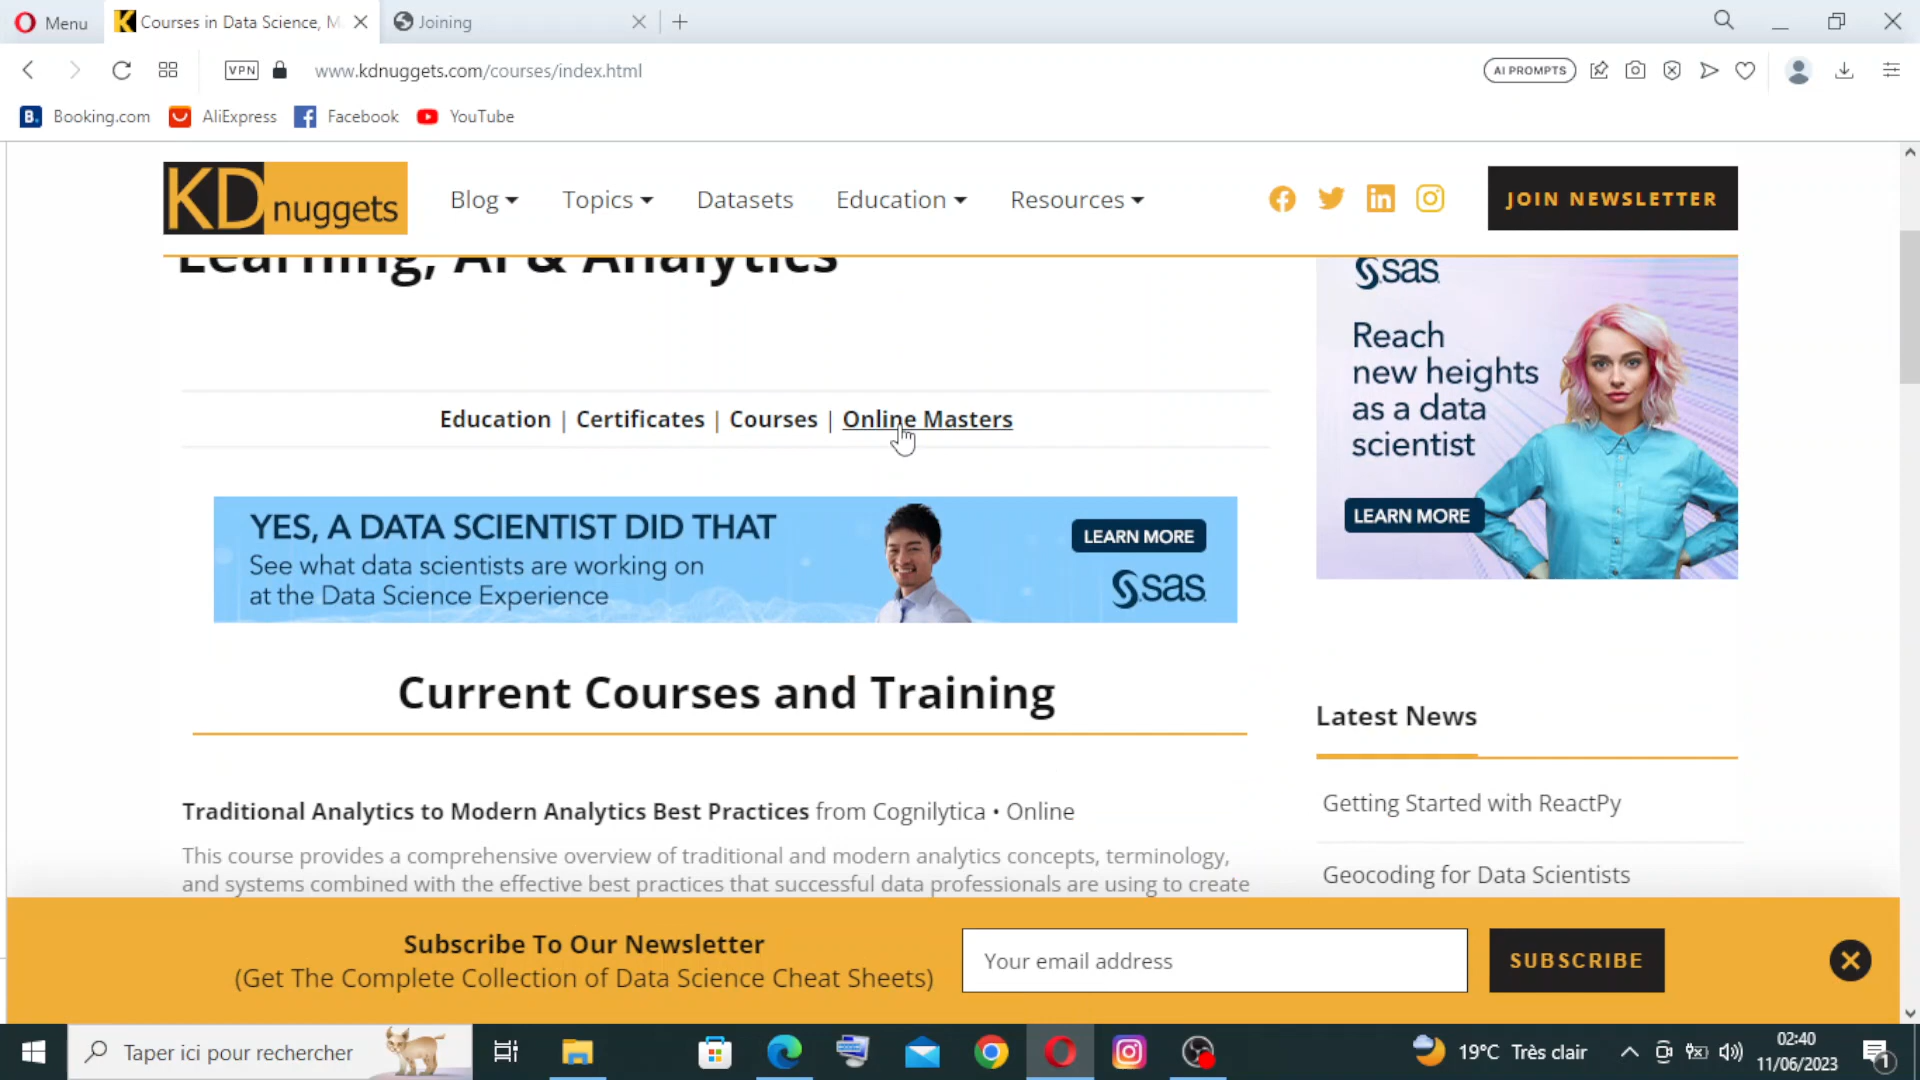 Menu
Courses in Data Science, M
Joining
VPN
www.kdnuggets.com/courses/index.html
AI PROMPTS
B. Booking.com
AliExpress
Facebook
YouTube
KDnuggets
Blog
Topics
Datasets
Education
Resources
JOIN NEWSLETTER
Learning, AI & Analytics
Education | Certificates | Courses | Online Masters
YES, A DATA SCIENTIST DID THAT
See what data scientists are working on
at the Data Science Experience
LEARN MORE
sas
sas
Reach
new heights
as a data
scientist
LEARN MORE
Current Courses and Training
Traditional Analytics to Modern Analytics Best Practices from Cognilytica • Online
This course provides a comprehensive overview of traditional and modern analytics concepts, terminology,
and systems combined with the effective best practices that successful data professionals are using to create
Latest News
Getting Started with ReactPy
Geocoding for Data Scientists
Subscribe To Our Newsletter
(Get The Complete Collection of Data Science Cheat Sheets)
Your email address
SUBSCRIBE
Taper ici pour rechercher
19°C Très clair
02:40
11/06/2023
1